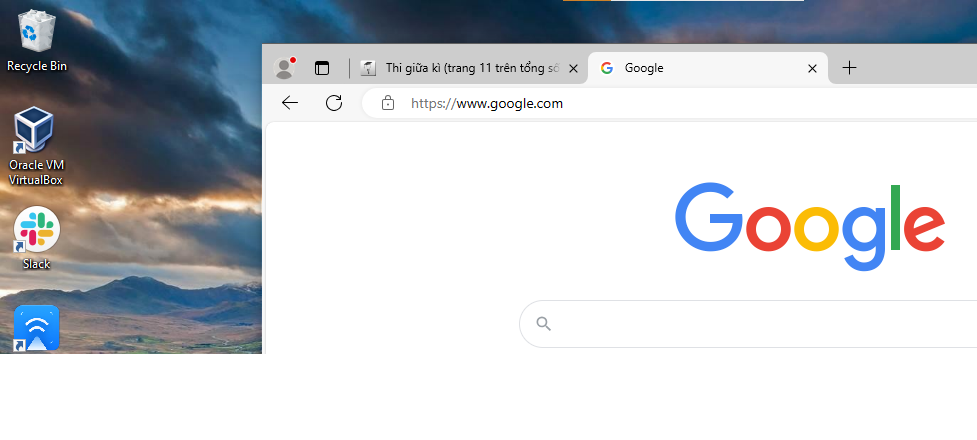 Recycle Bin
Oracle VM
VirtualBox
Slack
Thi giữa kì (trang 11 trên tổng số
Google
https://www.google.com
Google